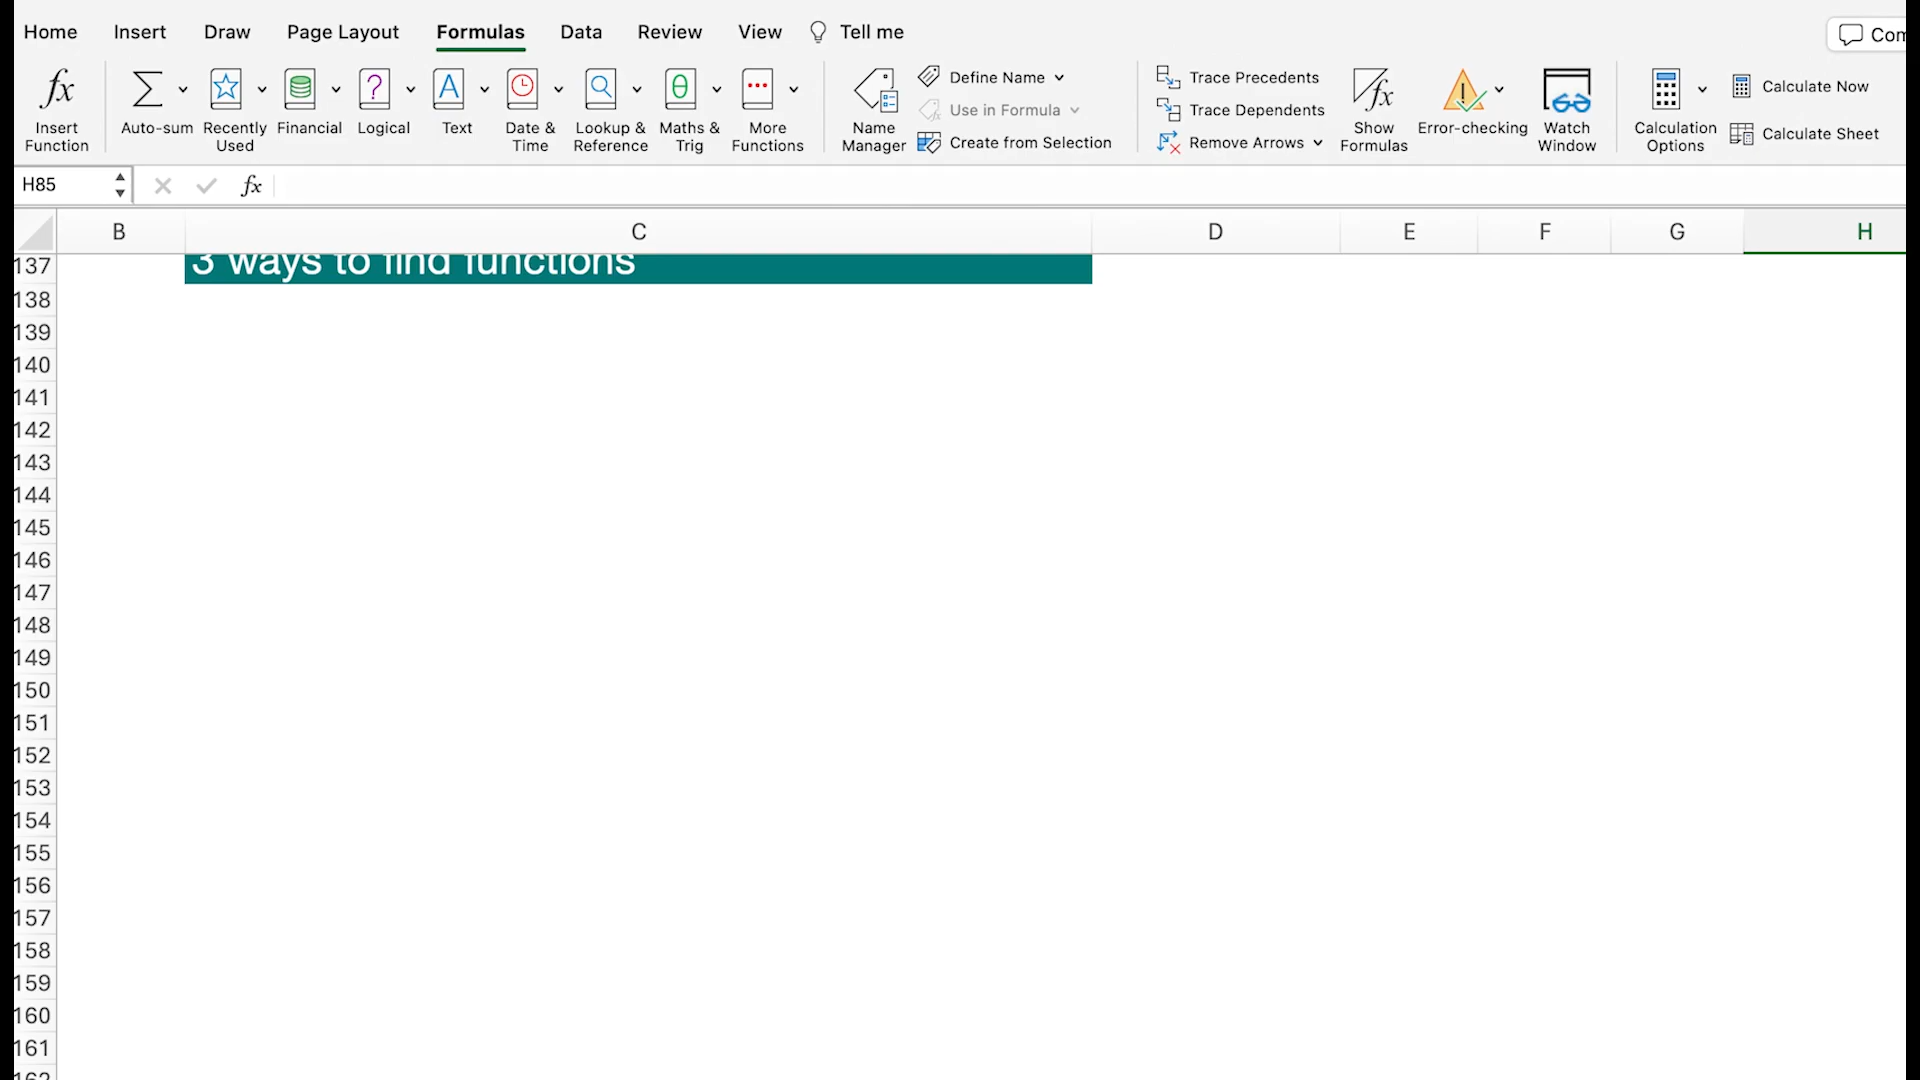 Home Insert Draw Page Layout Formulas Data Review View Tell me
Insert Function
Auto-sum
Recently Used
Financial
Logical
Text
Date & Time
Lookup & Reference
Maths & Trig
More Functions
Name Manager
Define Name
Use in Formula
Create from Selection
Trace Precedents
Trace Dependents
Remove Arrows
Show Formulas
Error-checking
Watch Window
Calculation Options
Calculate Now
Calculate Sheet
H85 fx
B C D E F G H
137 3 ways to find functions
138
139
140
141
142
143
144
145
146
147
148
149
150
151
152
153
154
155
156
157
158
159
160
161